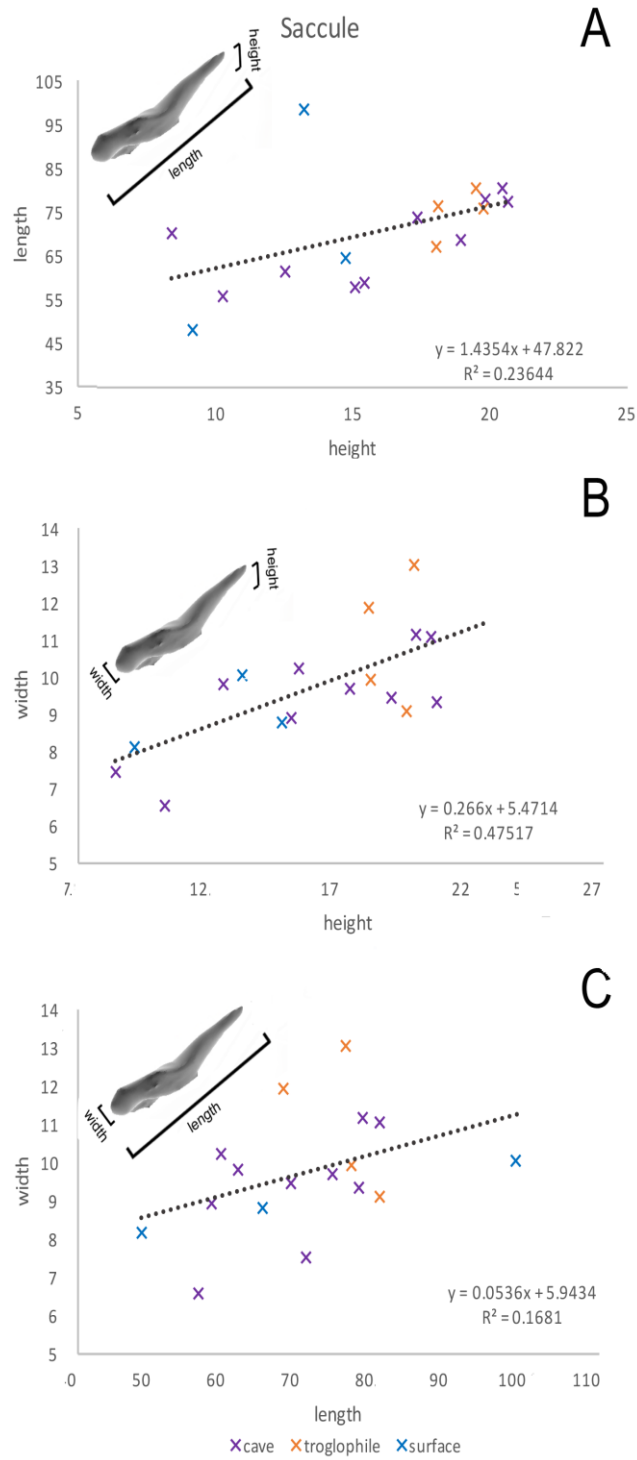 Saccule
A
height
length
105
95
85
75
65
55
45
35
length
y = 1.4354x + 47.822
R² = 0.23644
5 10 15 20 25
height
B
height
width
14
13
12
11
10
9
8
7
6
5
width
y = 0.266x + 5.4714
R² = 0.47517
7. 12. 17 22 5 27
height
C
width
length
14
13
12
11
10
9
8
7
6
5
width
y = 0.0536x + 5.9434
R² = 0.1681
0 50 60 70 80. 90 100 110
length
cave troglophile surface